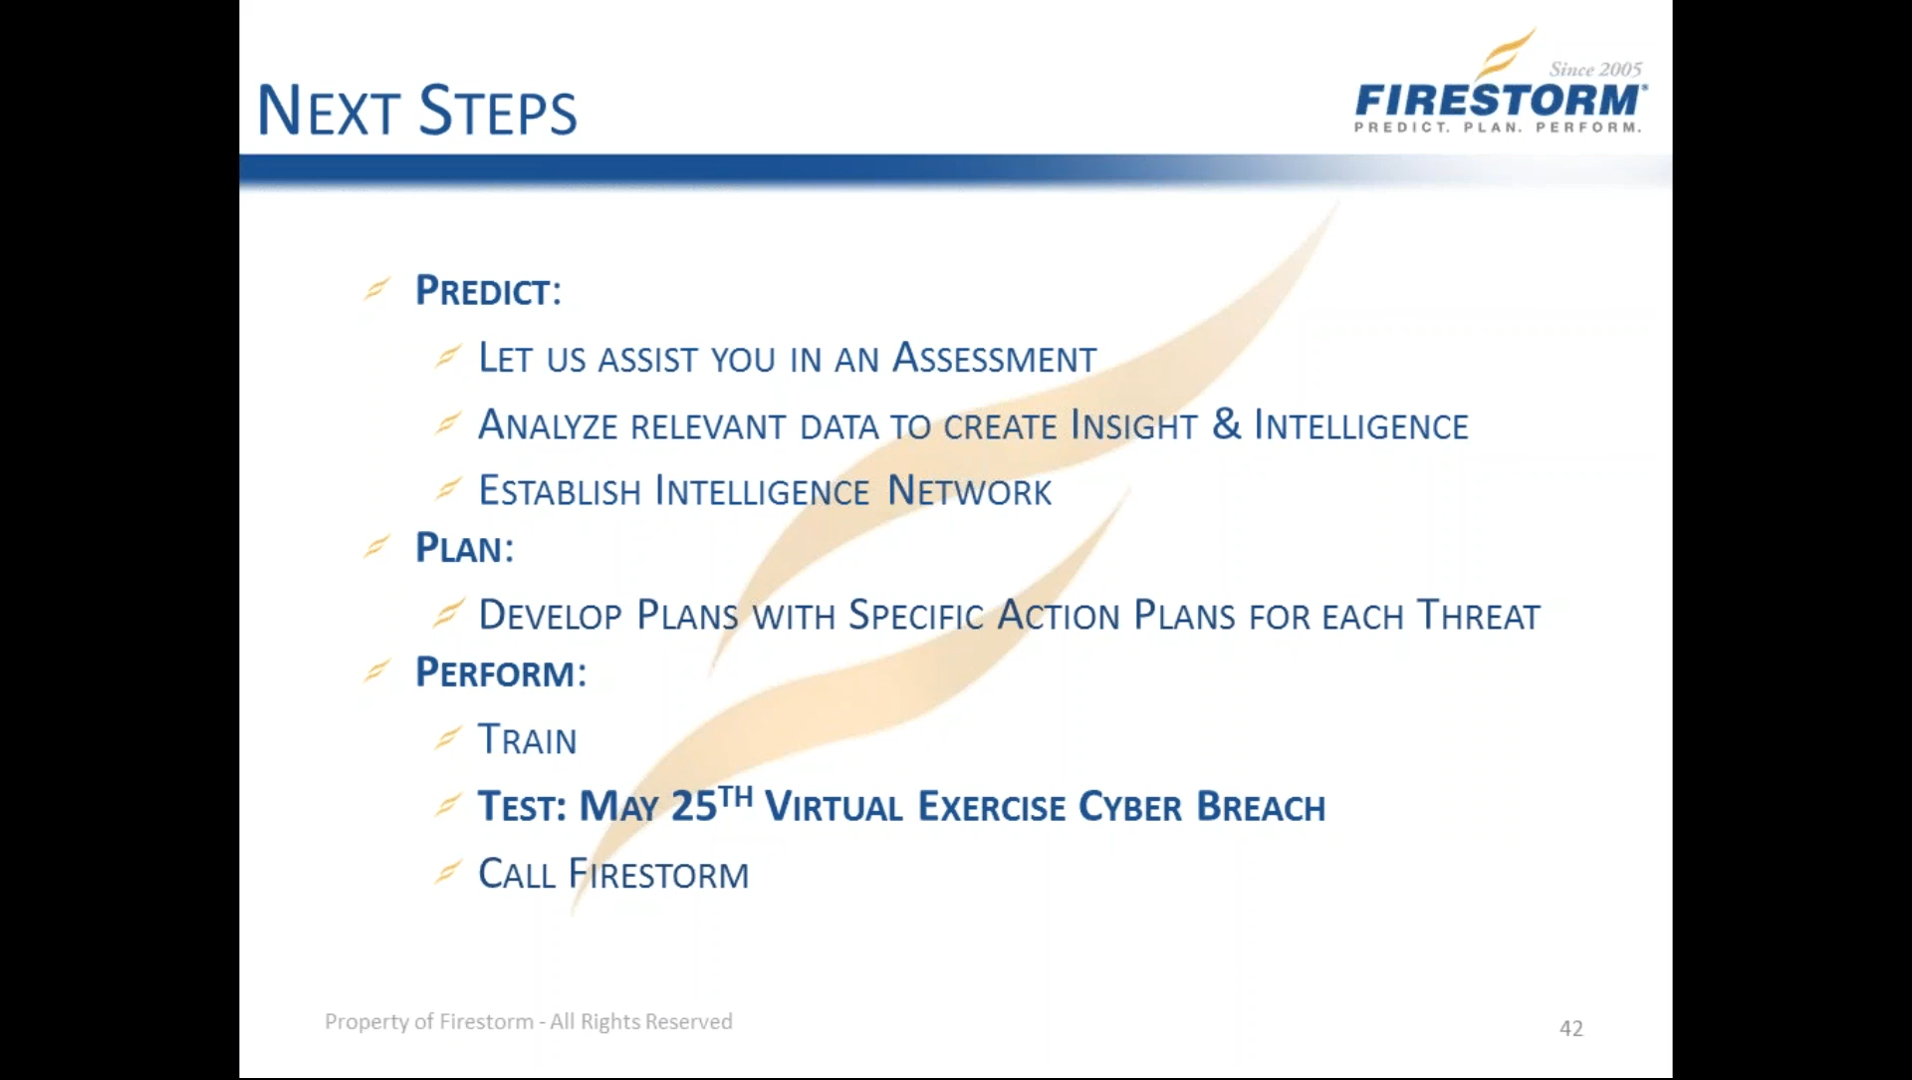 Next Steps
Since 2005
FIRESTORM®
PREDICT. PLAN. PERFORM.
Predict:
Let us assist you in an Assessment
Analyze relevant data to create Insight & Intelligence
Establish Intelligence Network
Plan:
Develop Plans with Specific Action Plans for each Threat
Perform:
Train
Test: May 25th Virtual Exercise Cyber Breach
Call Firestorm
Property of Firestorm - All Rights Reserved
42